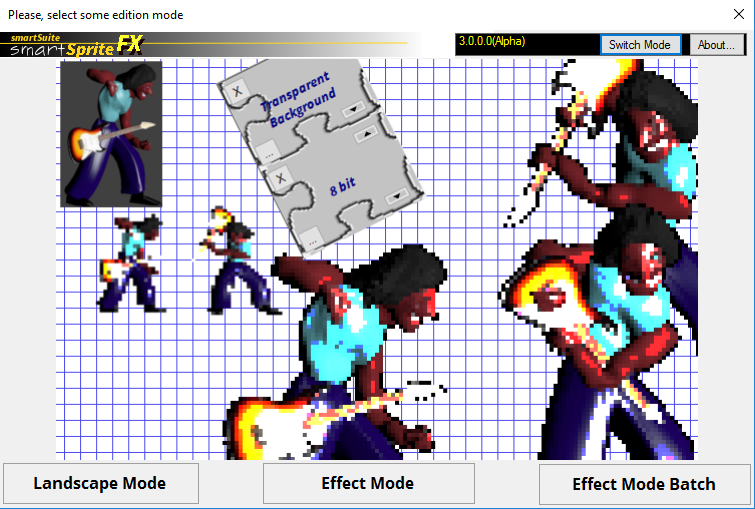 Please, select some edition mode
smartSuite
smartSpriteFX
3.0.0.0(Alpha)
Switch Mode
About...
X
Transparent
Background
...
X
8 bit
...
Landscape Mode
Effect Mode
Effect Mode Batch